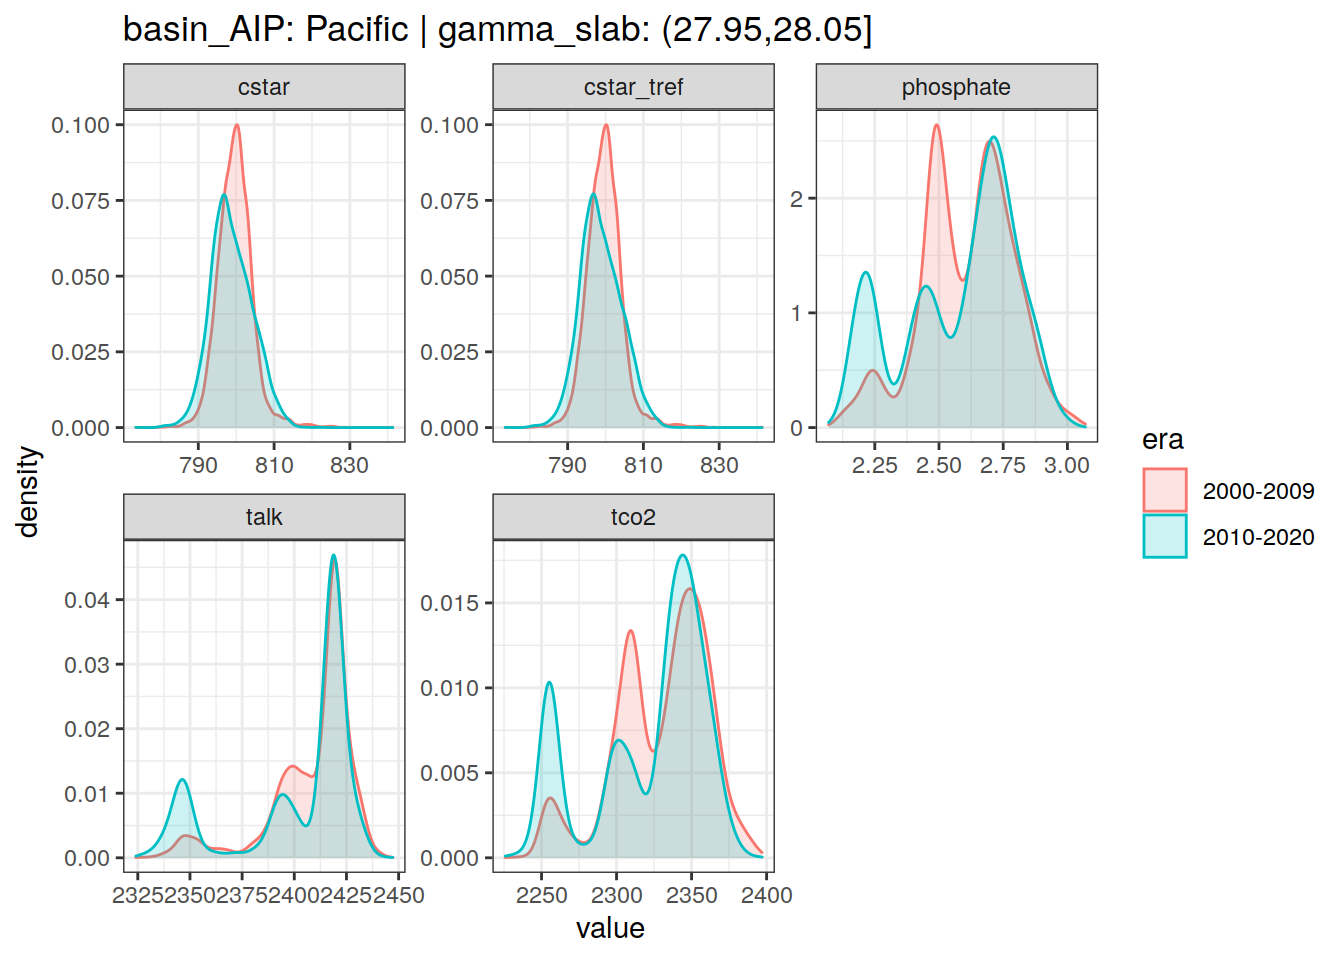 basin_AIP: Pacific | gamma_slab: (27.95,28.05]
cstar
cstar_tref
phosphate
0.100
0.075
0.050
0.025
0.000
790 810 830
0.100
0.075
0.050
0.025
0.000
790 810 830
2
1
0
2.25 2.50 2.75 3.00
talk
tco2
0.04
0.03
0.02
0.01
0.00
2325 2350 2375 2400 2425 2450
0.015
0.010
0.005
0.000
2250 2300 2350 2400
density
value
era
2000-2009
2010-2020